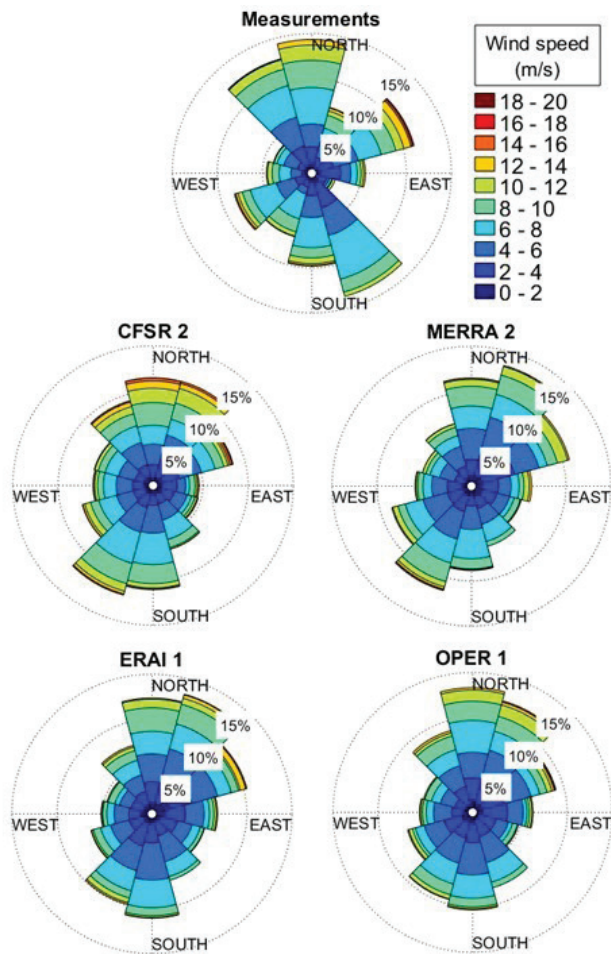 Measurements
NORTH
15%
10%
5%
WEST
EAST
SOUTH
Wind speed
(m/s)
18 - 20
16 - 18
14 - 16
12 - 14
10 - 12
8 - 10
6 - 8
4 - 6
2 - 4
0 - 2
CFSR 2
NORTH
15%
10%
5%
WEST
EAST
SOUTH
MERRA 2
NORTH
15%
10%
5%
WEST
EAST
SOUTH
ERAI 1
NORTH
15%
10%
5%
WEST
EAST
SOUTH
OPER 1
NORTH
15%
10%
5%
WEST
EAST
SOUTH